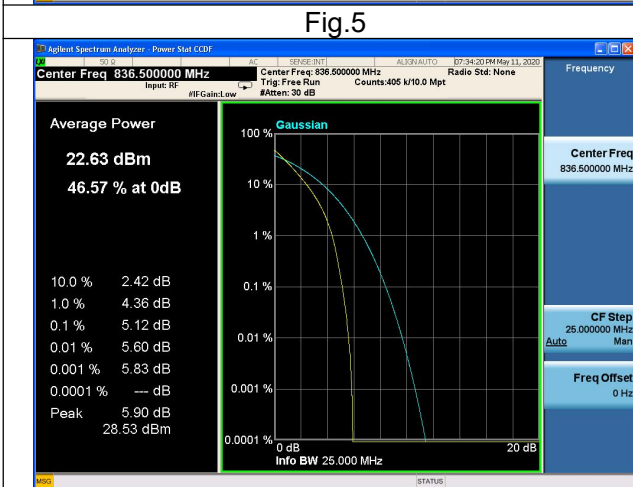 Fig.5
Agilent Spectrum Analyzer - Power Stat CCDF
50 Ω AC SENSE:INT ALIGNAUTO 07:34:20 PM May 11, 2020
Center Freq 836.500000 MHz
Input: RF
#IFGain:Low
Center Freq: 836.500000 MHz
Radio Std: None
Trig: Free Run Counts:405 k/10.0 Mpt
#Atten: 30 dB
Frequency
Average Power
22.63 dBm
46.57 % at 0dB
10.0 % 2.42 dB
1.0 % 4.36 dB
0.1 % 5.12 dB
0.01 % 5.60 dB
0.001 % 5.83 dB
0.0001 % --- dB
Peak 5.90 dB
28.53 dBm
Gaussian
100 %
10 %
1 %
0.1 %
0.01 %
0.001 %
0.0001 %
0 dB 20 dB
Info BW 25.000 MHz
Center Freq
836.500000 MHz
CF Step
25.000000 MHz
Auto Man
Freq Offset
0 Hz
MSG STATUS